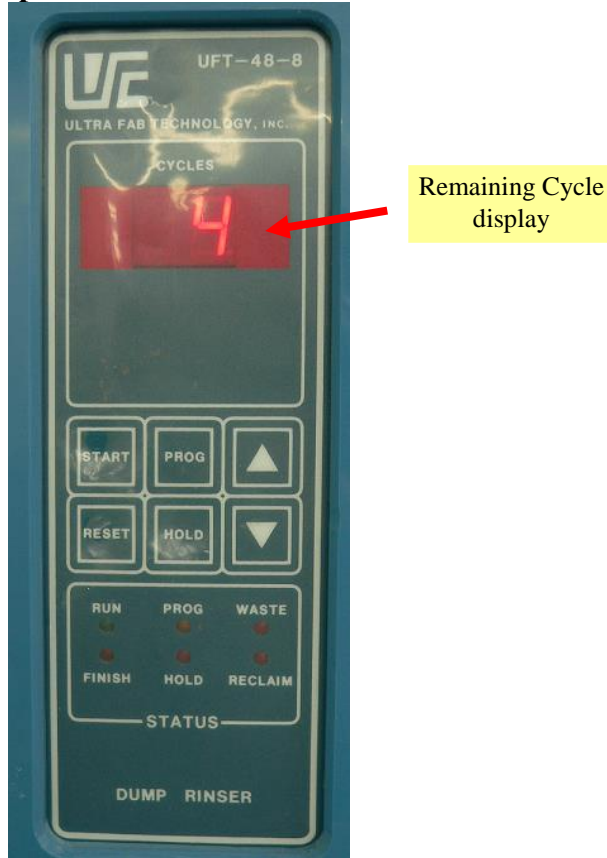 UFT-48-8
ULTRA FAB TECHNOLOGY, INC.
CYCLES
4
Remaining Cycle
display
START PROG
RESET HOLD
RUN PROG WASTE
FINISH HOLD RECLAIM
STATUS
DUMP RINSER